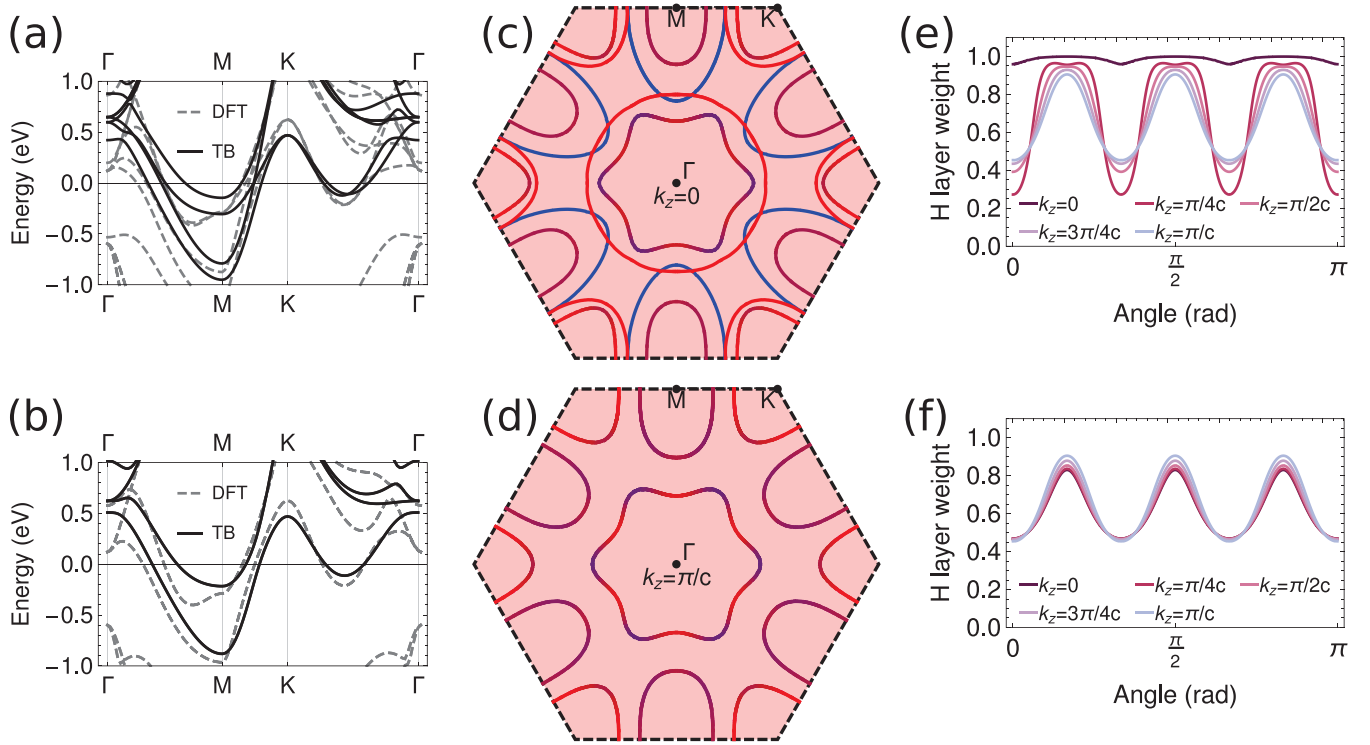 (a)
Γ M K Γ
1.0
0.5
0.0
−0.5
−1.0
Energy (eV)
DFT
TB
Γ M K Γ
(b)
1.0
0.5
0.0
−0.5
−1.0
Energy (eV)
DFT
TB
Γ M K Γ
(c)
M K
Γ
kz=0
(d)
M K
Γ
kz=π/c
(e)
1.0
0.8
0.6
0.4
0.2
0.0
H layer weight
kz=0 kz=π/4c kz=π/2c
kz=3π/4c kz=π/c
0 π/2 π
Angle (rad)
(f)
1.0
0.8
0.6
0.4
0.2
0.0
H layer weight
kz=0 kz=π/4c kz=π/2c
kz=3π/4c kz=π/c
0 π/2 π
Angle (rad)